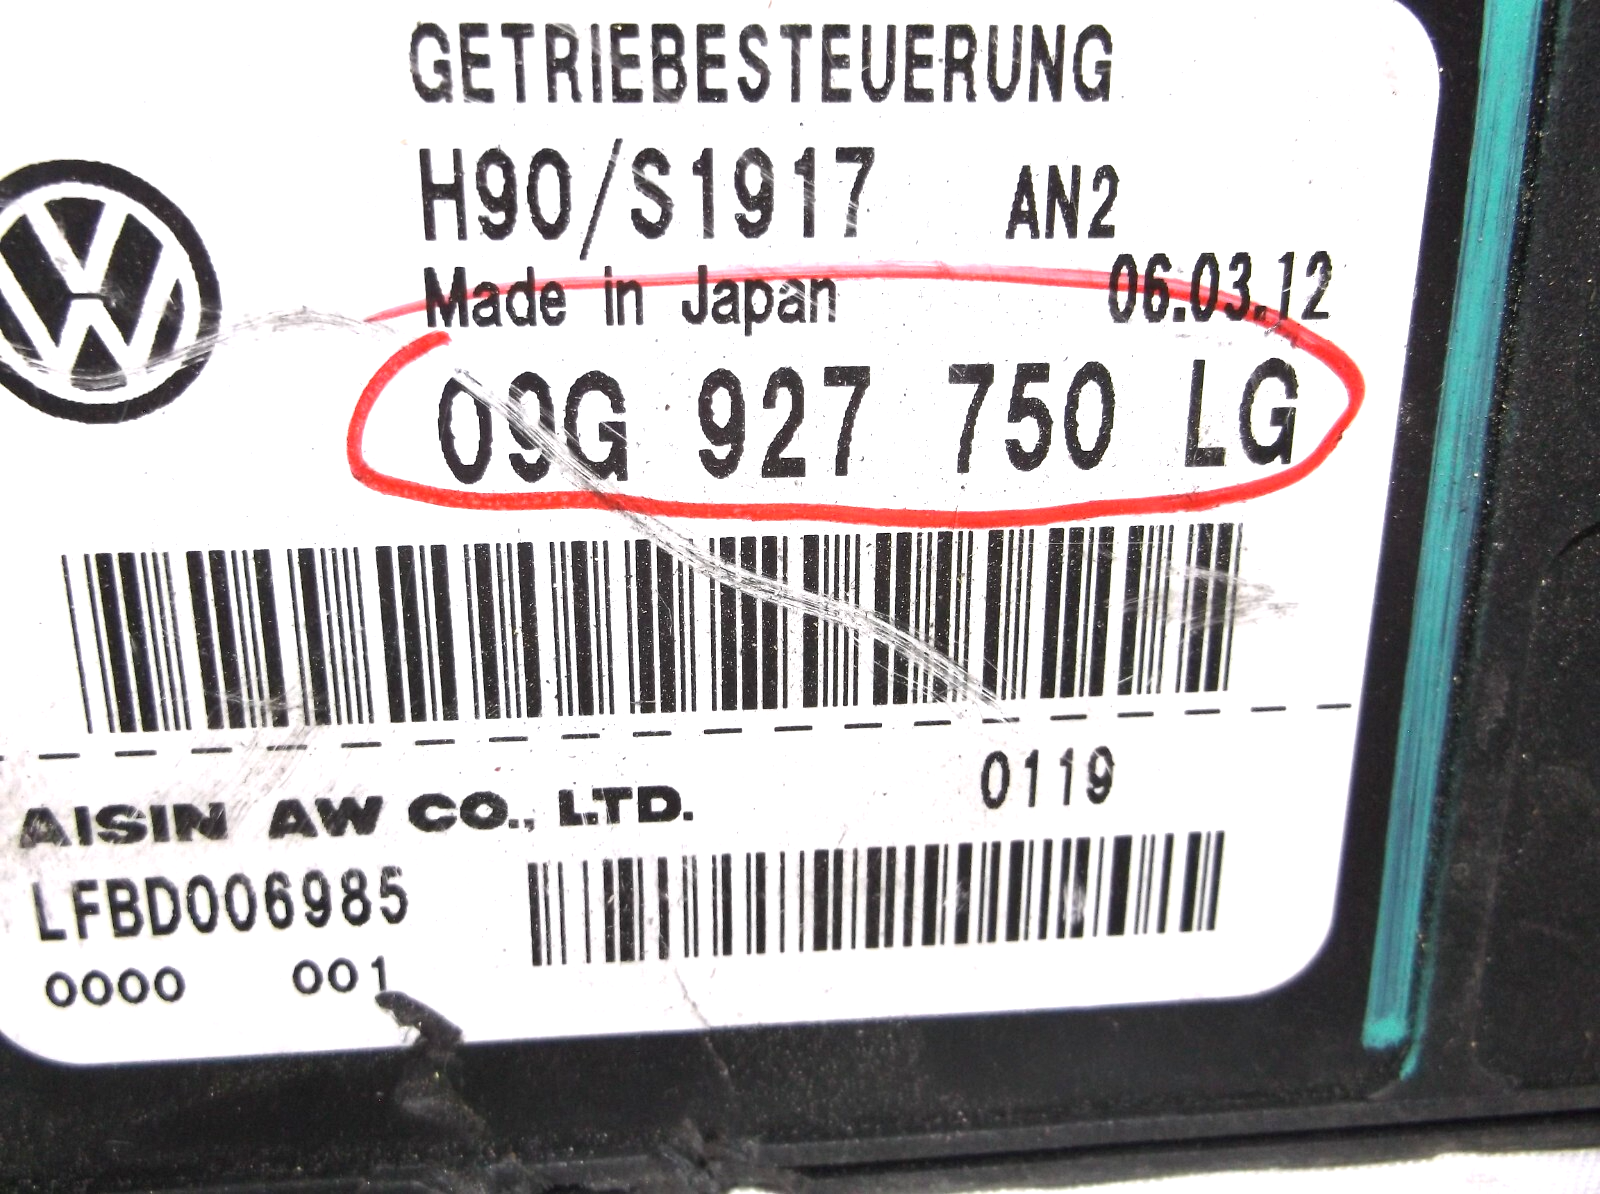 GETRIEBESTEUERUNG
H90/S1917 AN2
Made in Japan 06.03.12
09G 927 750 LG
AISIN AW CO., LTD. 0119
LFBD006985
0000 001